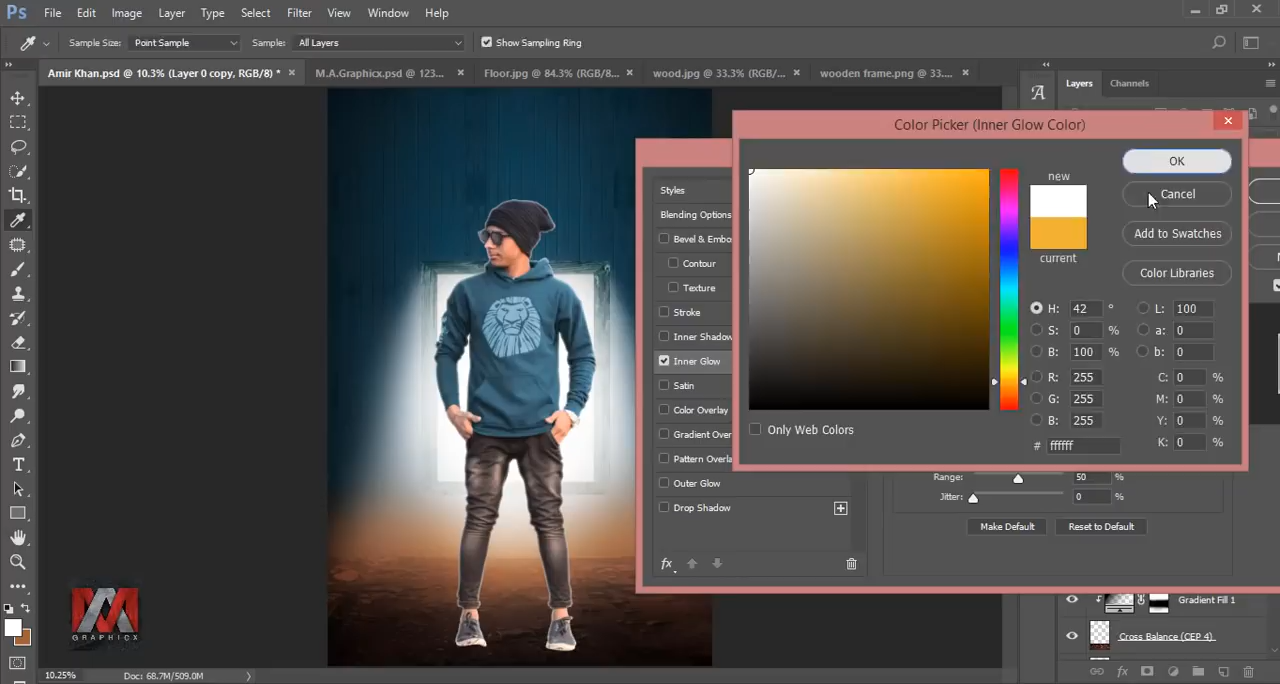 Ps File Edit Image Layer Type Select Filter View Window Help
Sample Size: Point Sample Sample: All Layers Show Sampling Ring
Amir Khan.psd @ 10.3% (Layer 0 copy, RGB/8) * × M.A.Graphicx.psd @ 123... × Floor.jpg @ 84.3% (RGB/8... × wood.jpg @ 33.3% (RGB/... × wooden frame.png @ 33.... ×
Layers Channels
Color Picker (Inner Glow Color)
OK
Cancel
Add to Swatches
Color Libraries
new
current
H: 42 °
S: 0 %
B: 100 %
R: 255
G: 255
B: 255
# ffffff
L: 100
a: 0
b: 0
C: 0 %
M: 0 %
Y: 0 %
K: 0 %
Only Web Colors
Styles
Blending Options
Bevel & Embo
Contour
Texture
Stroke
Inner Shadow
Inner Glow
Satin
Color Overlay
Gradient Over
Pattern Overla
Outer Glow
Drop Shadow
fx
Range: 50 %
Jitter: 0 %
Make Default Reset to Default
Gradient Fill 1
Cross Balance (CEP 4)
fx
GRAPHICX
10.25% Doc: 68.7M/509.0M